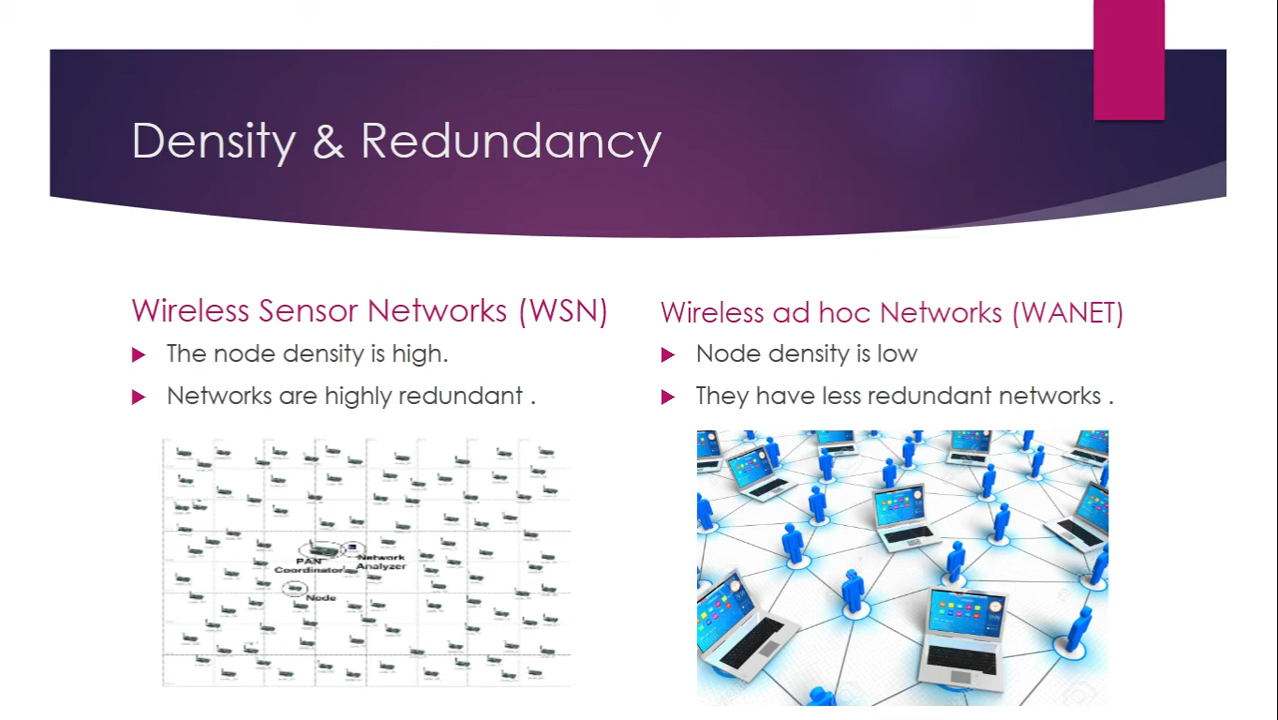 Density & Redundancy
Wireless Sensor Networks (WSN)
The node density is high.
Networks are highly redundant .
PAN
Coordinator
Network
Analyzer
Node
Wireless ad hoc Networks (WANET)
Node density is low
They have less redundant networks .